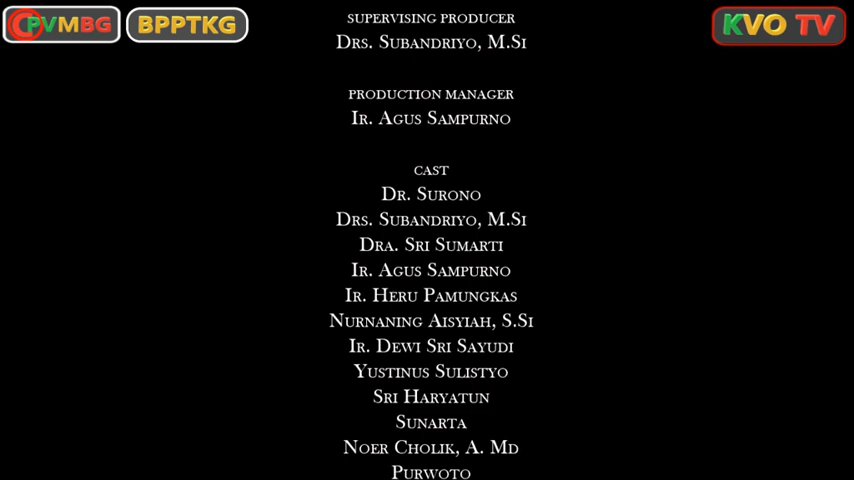 PVMBG
BPPTKG
KVO TV
SUPERVISING PRODUCER
DRS. SUBANDRIYO, M.SI
PRODUCTION MANAGER
IR. AGUS SAMPURNO
CAST
DR. SURONO
DRS. SUBANDRIYO, M.SI
DRA. SRI SUMARTI
IR. AGUS SAMPURNO
IR. HERU PAMUNGKAS
NURNANING AISYIAH, S.SI
IR. DEWI SRI SAYUDI
YUSTINUS SULISTYO
SRI HARYATUN
SUNARTA
NOER CHOLIK, A. MD
PURWOTO